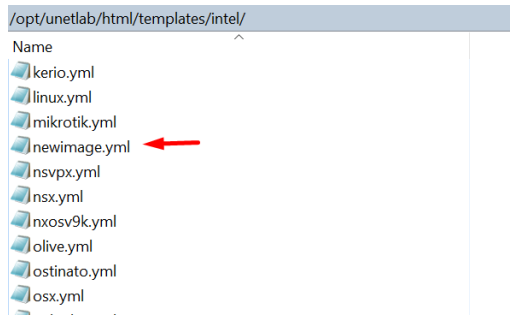 /opt/unetlab/html/templates/intel/
Name
kerio.yml
linux.yml
mikrotik.yml
newimage.yml
nsvpx.yml
nsx.yml
nxosv9k.yml
olive.yml
ostinato.yml
osx.yml